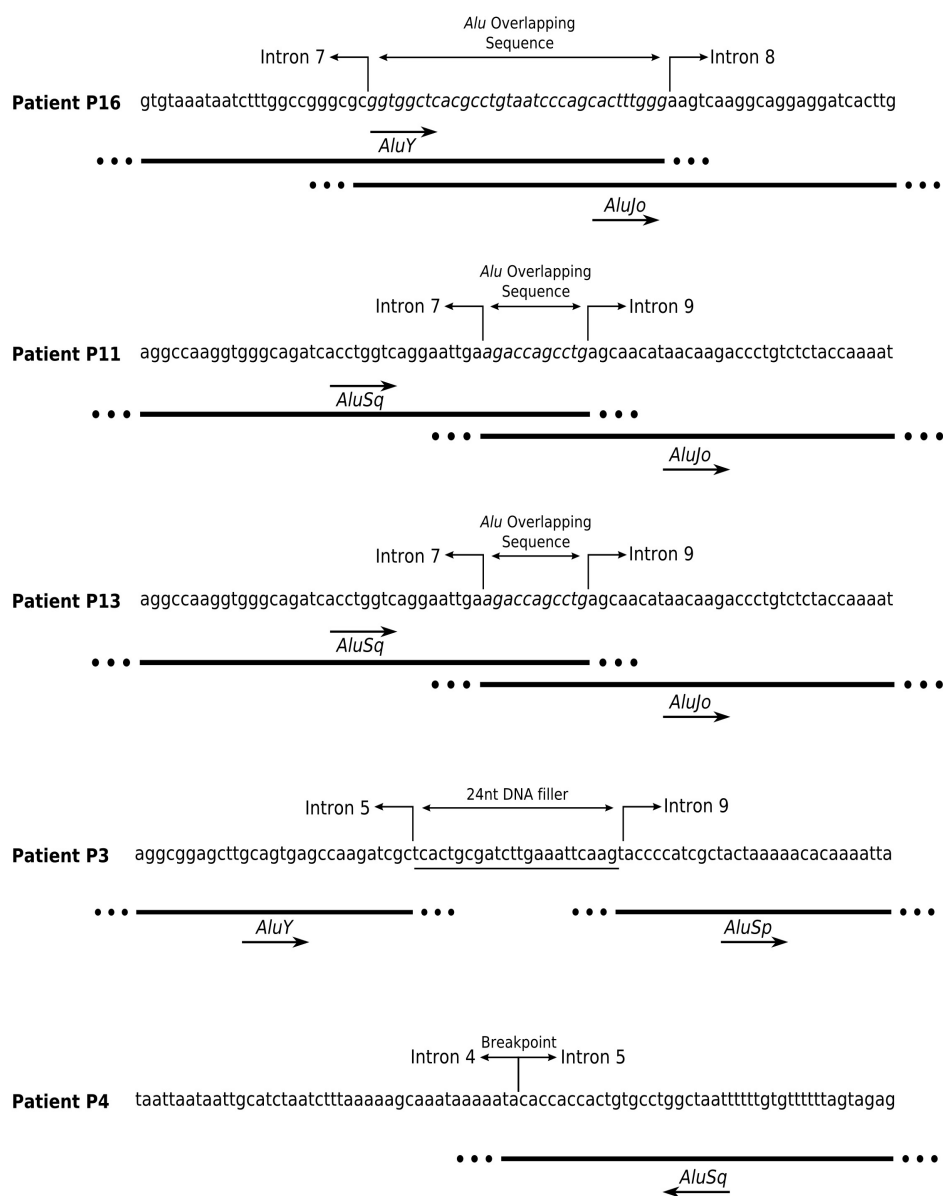 Alu Overlapping
Sequence
Intron 7 Intron 8
Patient P16 gtgtaaataatctttggccgggcgcggtggctcacgcctgtaatcccagcactttgggaagtcaaggcaggaggatcacttg
AluY
AluJo
Alu Overlapping
Sequence
Intron 7 Intron 9
Patient P11 aggccaaggtgggcagatcacctggtcaggaattgaagaccagcctgagcaacataacaagaccctgtctctaccaaaat
AluSq
AluJo
Alu Overlapping
Sequence
Intron 7 Intron 9
Patient P13 aggccaaggtgggcagatcacctggtcaggaattgaagaccagcctgagcaacataacaagaccctgtctctaccaaaat
AluSq
AluJo
24nt DNA filler
Intron 5 Intron 9
Patient P3 aggcggagcttgcagtgagccaagatcgctcactgcgatcttgaaattcaagtaccccatcgctactaaaaacacaaaatta
AluY AluSp
Breakpoint
Intron 4 Intron 5
Patient P4 taattaataattgcatctaatctttaaaaagcaaataaaaatacaccaccactgtgcctggctaattttttgtgttttttagtagag
AluSq